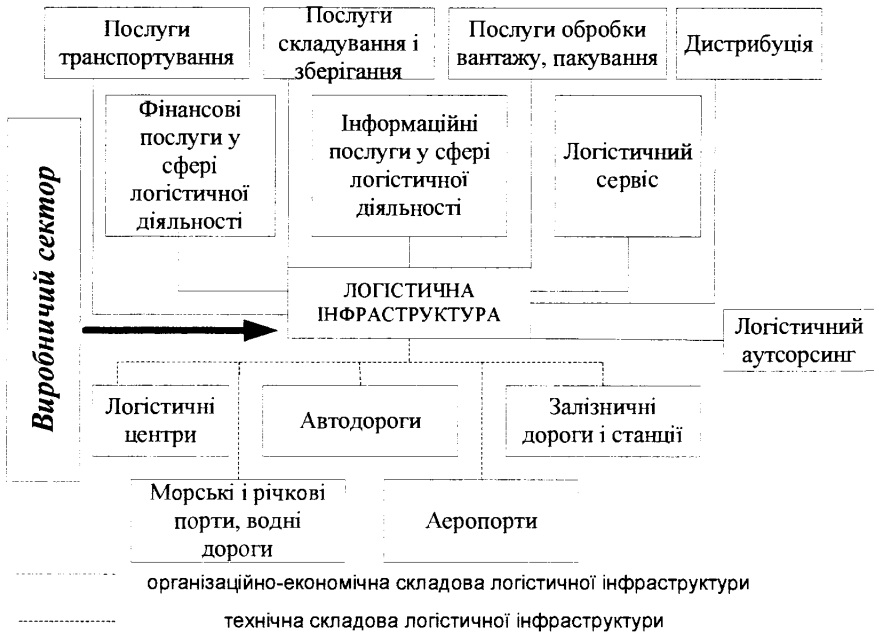 Послуги
транспортування
Послуги
складування і
зберігання
Послуги обробки
вантажу, пакування
Дистрибуція
Фінансові
послуги у
сфері
логістичної
діяльності
Інформаційні
послуги у сфері
логістичної
діяльності
Логістичний
сервіс
Виробничий сектор
ЛОГІСТИЧНА
ІНФРАСТРУКТУРА
Логістичний
аутсорсинг
Логістичні
центри
Автодороги
Залізничні
дороги і станції
Морські і річкові
порти, водні
дороги
Аеропорти
організаційно-економічна складова логістичної інфраструктури
технічна складова логістичної інфраструктури